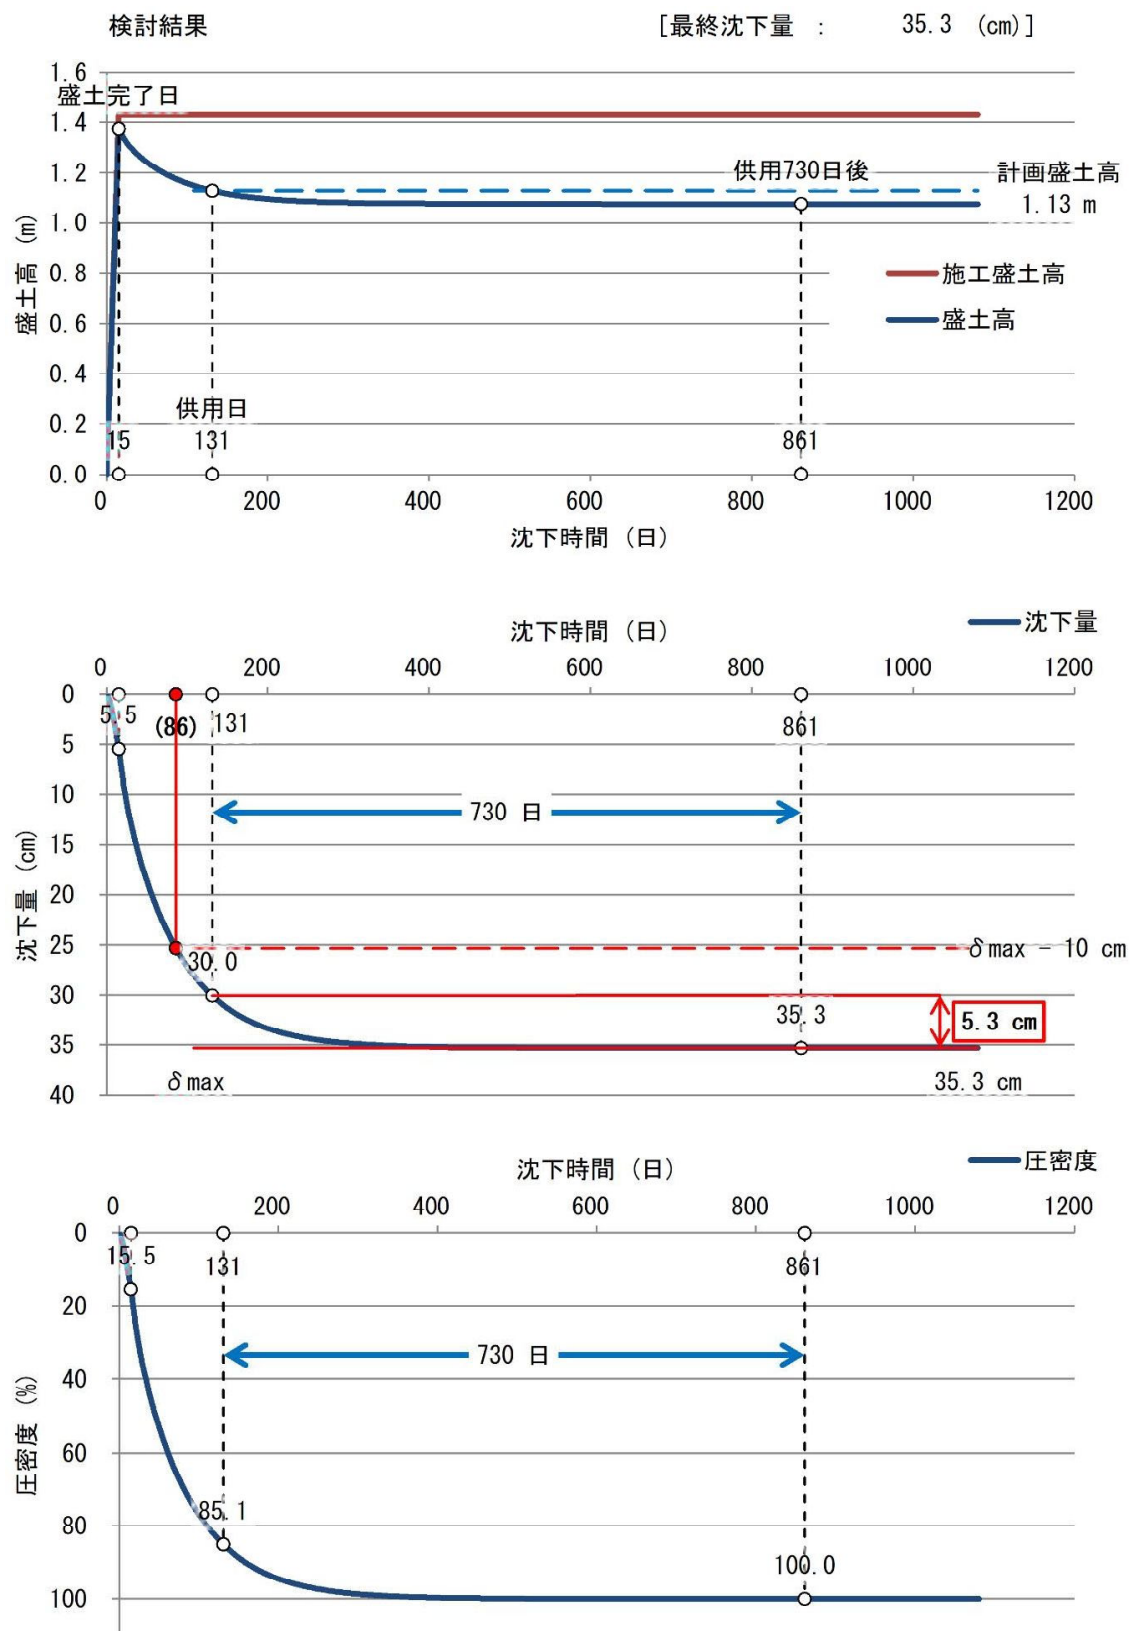 検討結果 [最終沈下量 : 35.3 (cm)]
1.6
盛土完了日
1.4
供用730日後 計画盛土高
1.2
1.13 m
1.0
0.8 施工盛土高
0.6 盛土高
0.4
供用日
0.2
15 131 861
0.0
盛土高 (m)
0 200 400 600 800 1000 1200
沈下時間 (日)
沈下量
沈下時間 (日)
0 200 400 600 800 1000 1200
0
5.5 (86) 131 861
5
10
730 日
15
20
25
δmax - 10 cm
30.0
30
35.3 5.3 cm
35
δmax 35.3 cm
40
沈下量 (cm)
圧密度
沈下時間 (日)
0 200 400 600 800 1000 1200
0
15.5 131 861
20
730 日
40
60
80
85.1
100.0
100
圧密度 (%)